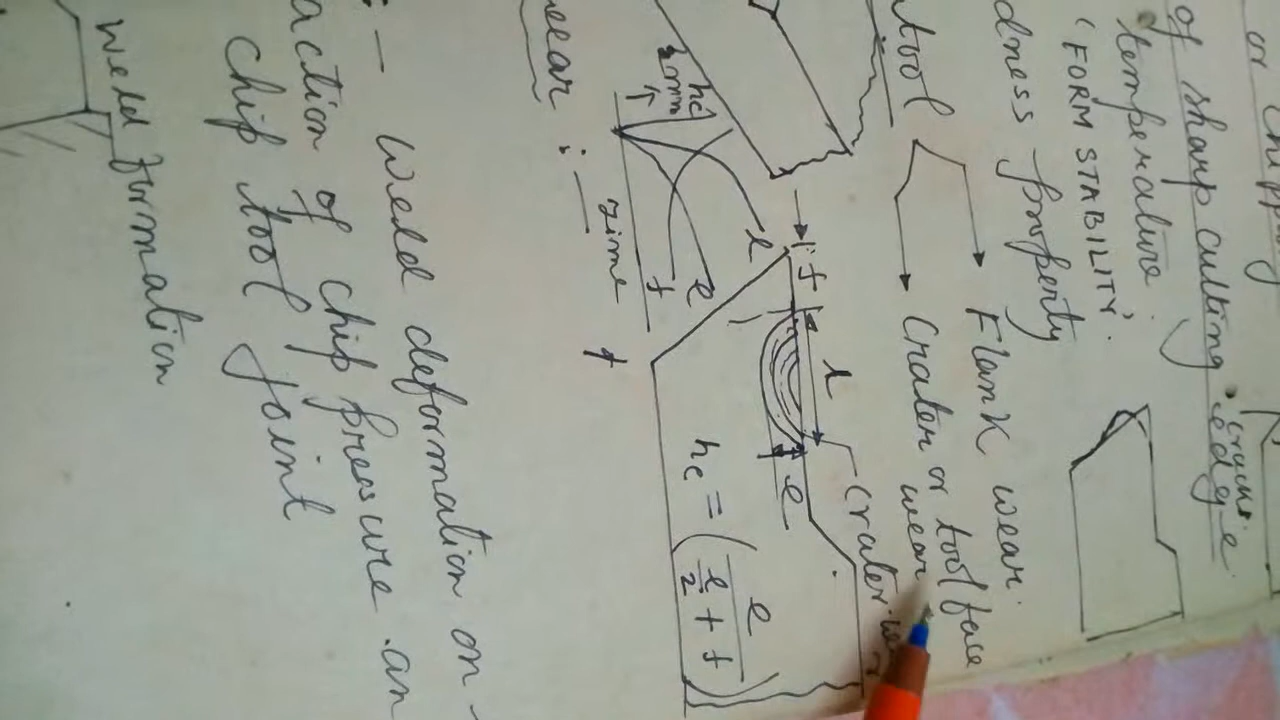 of sharp cutting edge
cracks.
temperature
(FORM STABILITY).
dness property
tool
Flank wear.
Crater or tool face
wear
f
l
Crater
e
hc = (e / (l/2 + f))
hc
mm
l
e
f
Time
t
wear :-
:- weld deformation on
action of chip pressure an
chip tool joint
weld formation